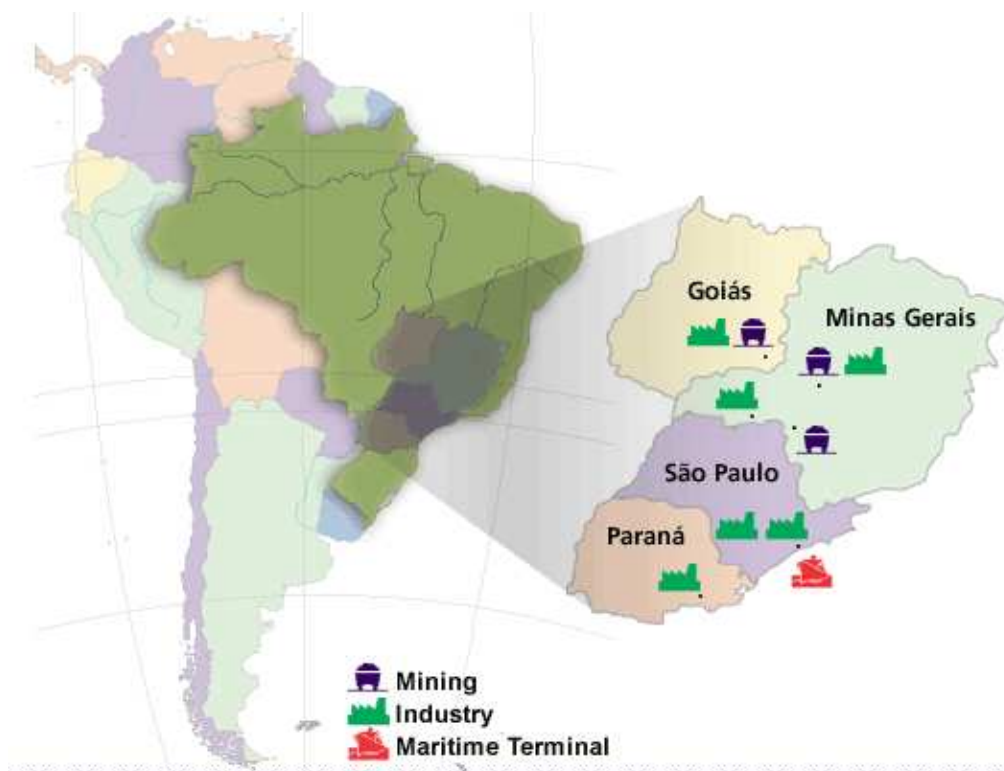 Goiás
Minas Gerais
São Paulo
Paraná
Mining
Industry
Maritime Terminal